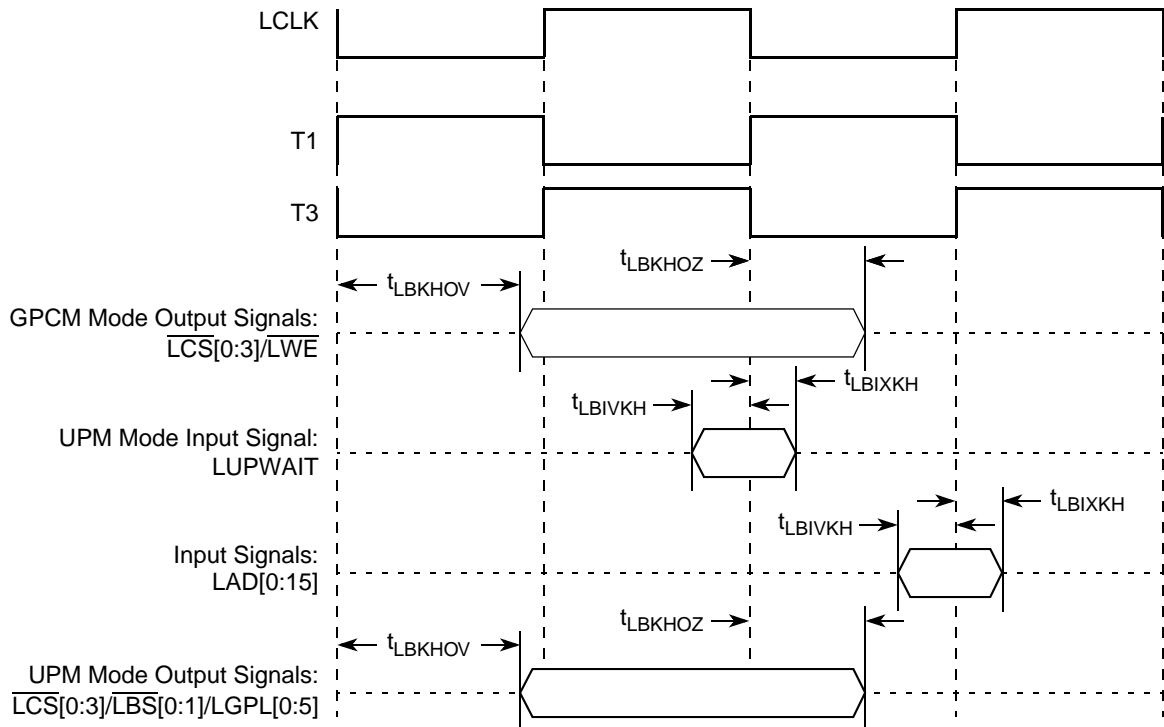 LCLK
T1
T3
tLBKHOZ
tLBKHOV
GPCM Mode Output Signals:
LCS[0:3]/LWE
tLBIXKH
tLBIVKH
UPM Mode Input Signal:
LUPWAIT
tLBIXKH
tLBIVKH
Input Signals:
LAD[0:15]
tLBKHOZ
tLBKHOV
UPM Mode Output Signals:
LCS[0:3]/LBS[0:1]/LGPL[0:5]